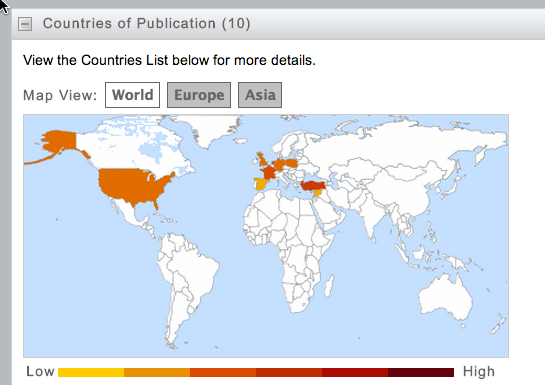 Countries of Publication (10)
View the Countries List below for more details.
Map View: World Europe Asia
Low High